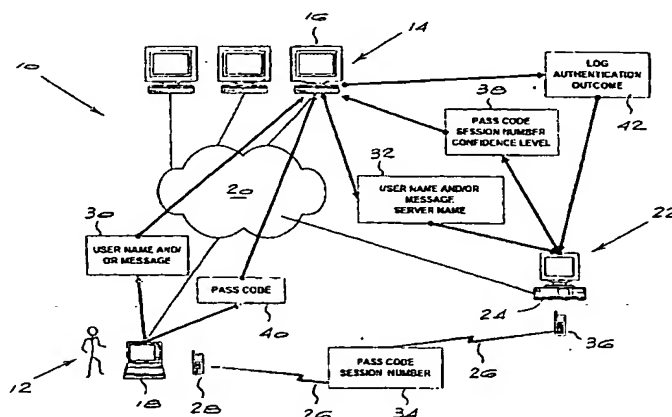 16
14
10
LOG
AUTHENTICATION
OUTCOME
42
38
PASS CODE
SESSION NUMBER
CONFIDENCE LEVEL
32
USER NAME AND/OR
MESSAGE
SERVER NAME
20
30
USER NAME AND/
OR MESSAGE
22
PASS CODE
40
24
36
12
18
28
26
PASS CODE
SESSION NUMBER
34
26